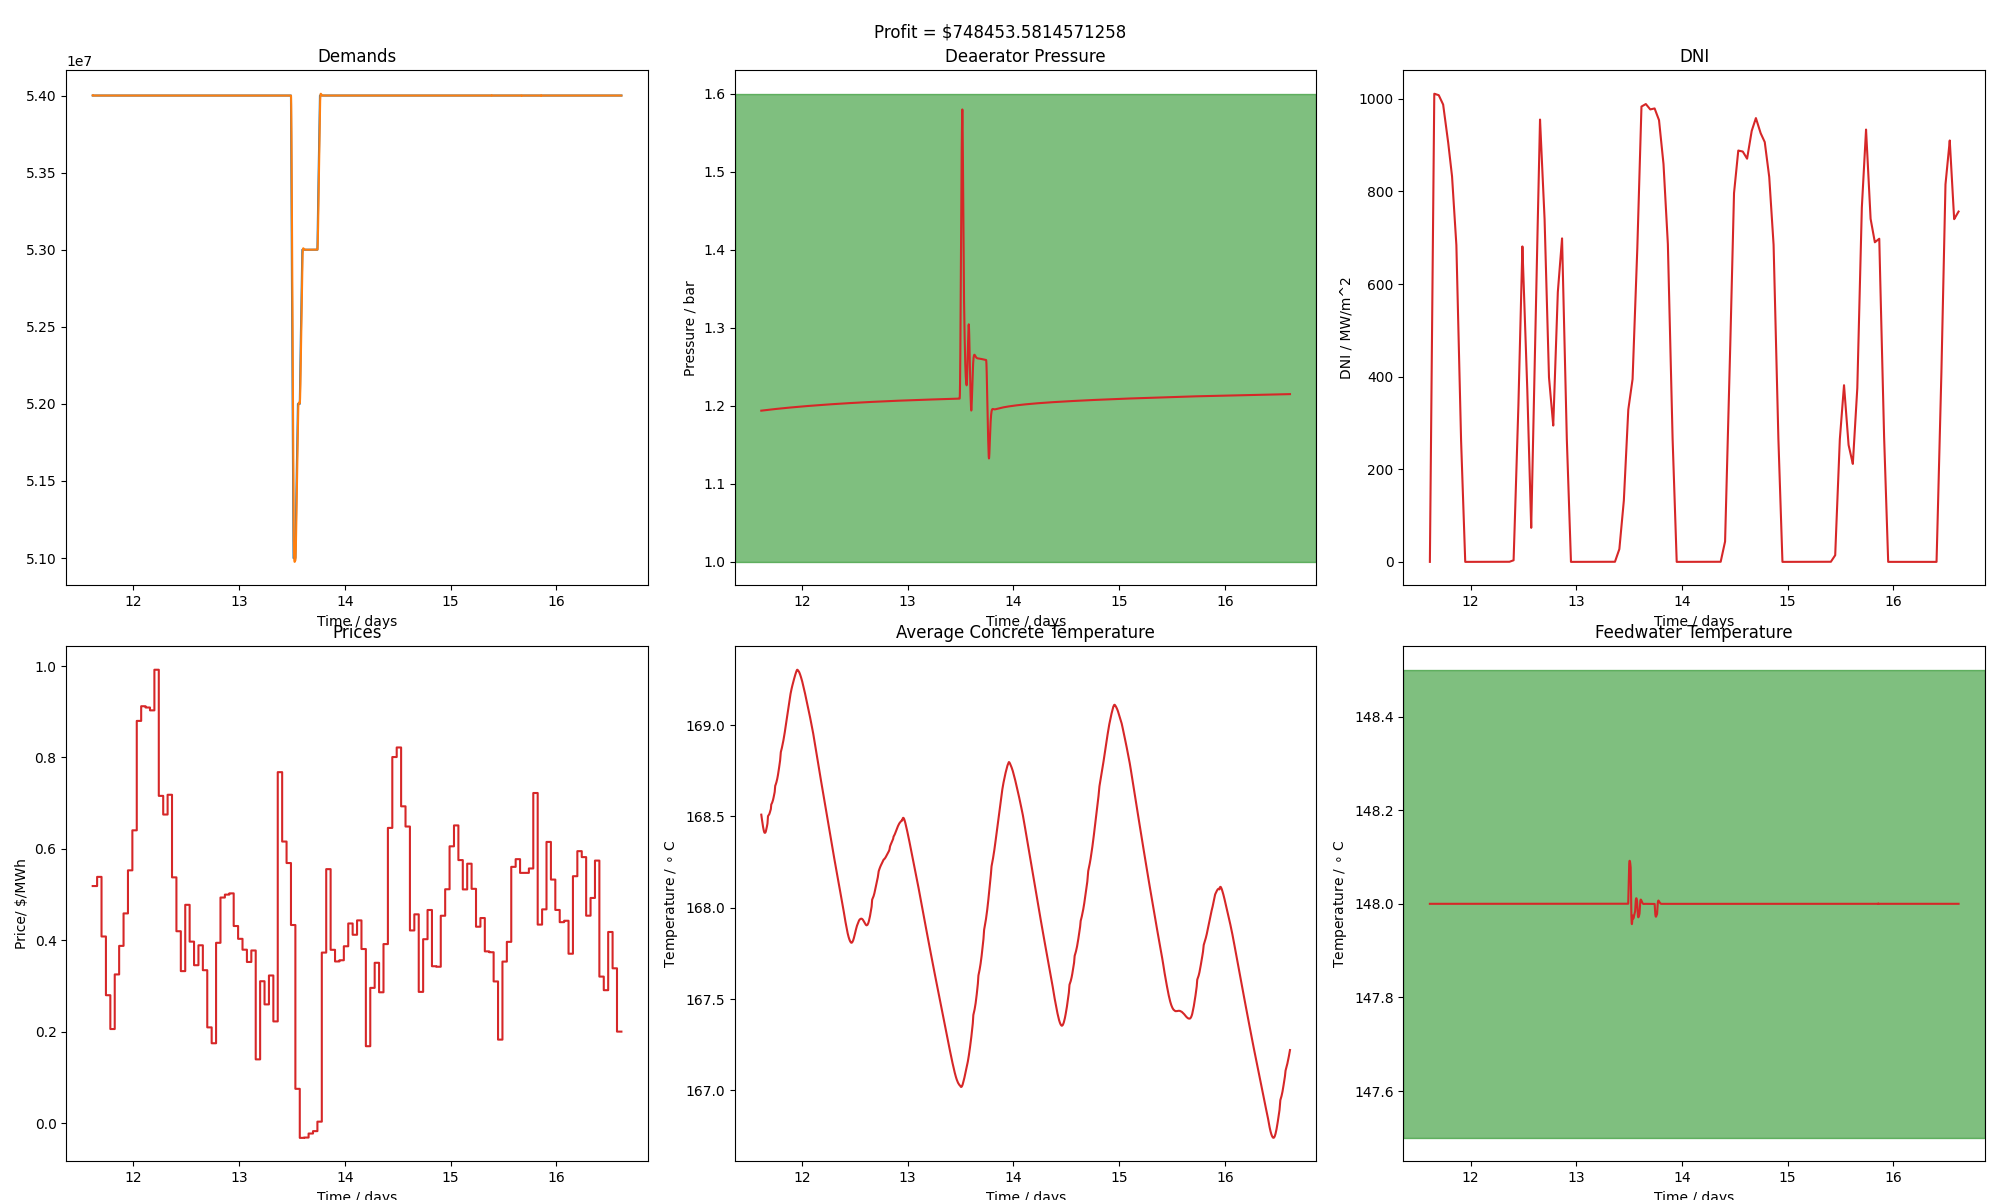 Profit = $748453.5814571258
Demands
1e7
5.40
5.35
5.30
5.25
5.20
5.15
5.10
12 13 14 15 16
Time / days
Deaerator Pressure
Pressure / bar
1.6
1.5
1.4
1.3
1.2
1.1
1.0
12 13 14 15 16
Time / days
DNI
DNI / MW/m^2
1000
800
600
400
200
0
12 13 14 15 16
Time / days
Prices
Price/ $/MWh
1.0
0.8
0.6
0.4
0.2
0.0
12 13 14 15 16
Time / days
Average Concrete Temperature
Temperature / ∘ C
169.0
168.5
168.0
167.5
167.0
12 13 14 15 16
Time / days
Feedwater Temperature
Temperature / ∘ C
148.4
148.2
148.0
147.8
147.6
12 13 14 15 16
Time / days